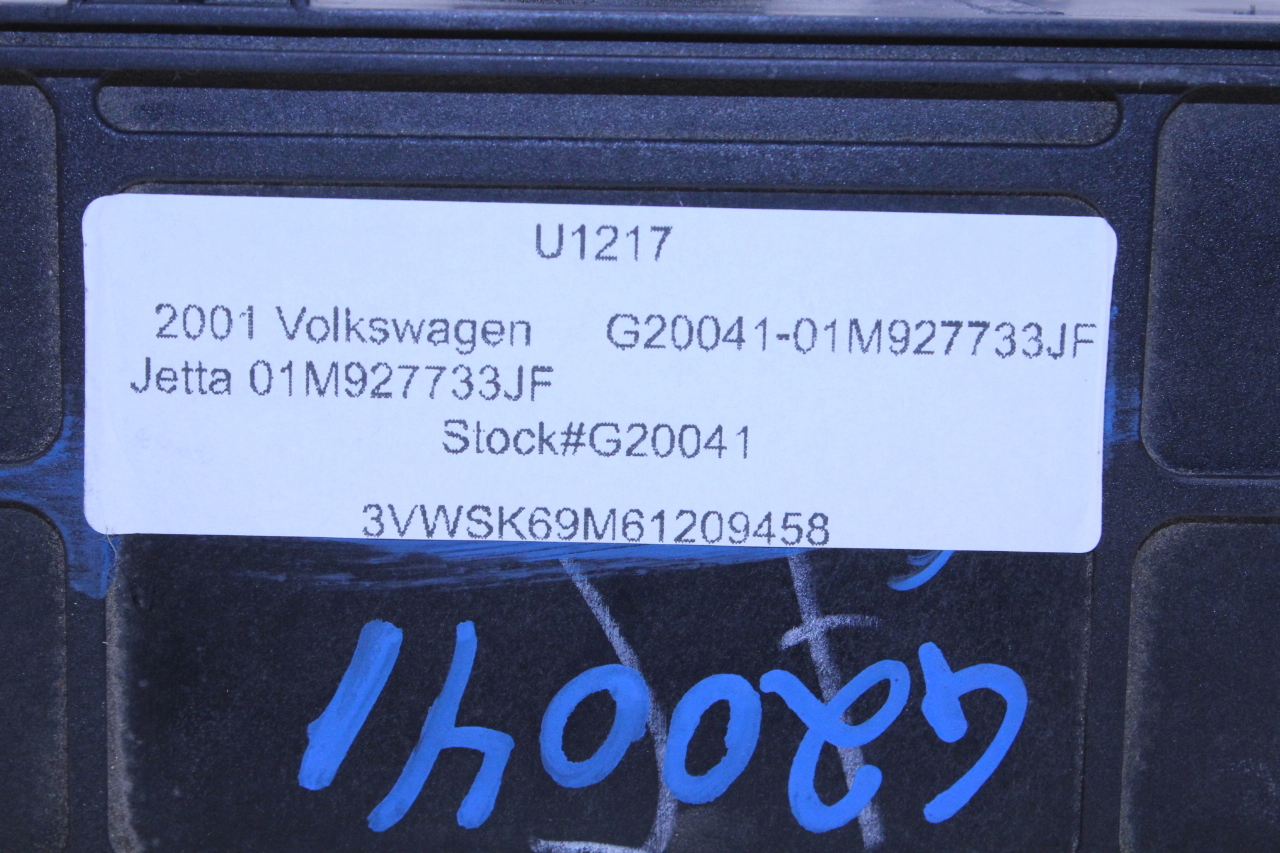 U1217
2001 Volkswagen G20041-01M927733JF
Jetta 01M927733JF
Stock#G20041
3VWSK69M61209458
G20041